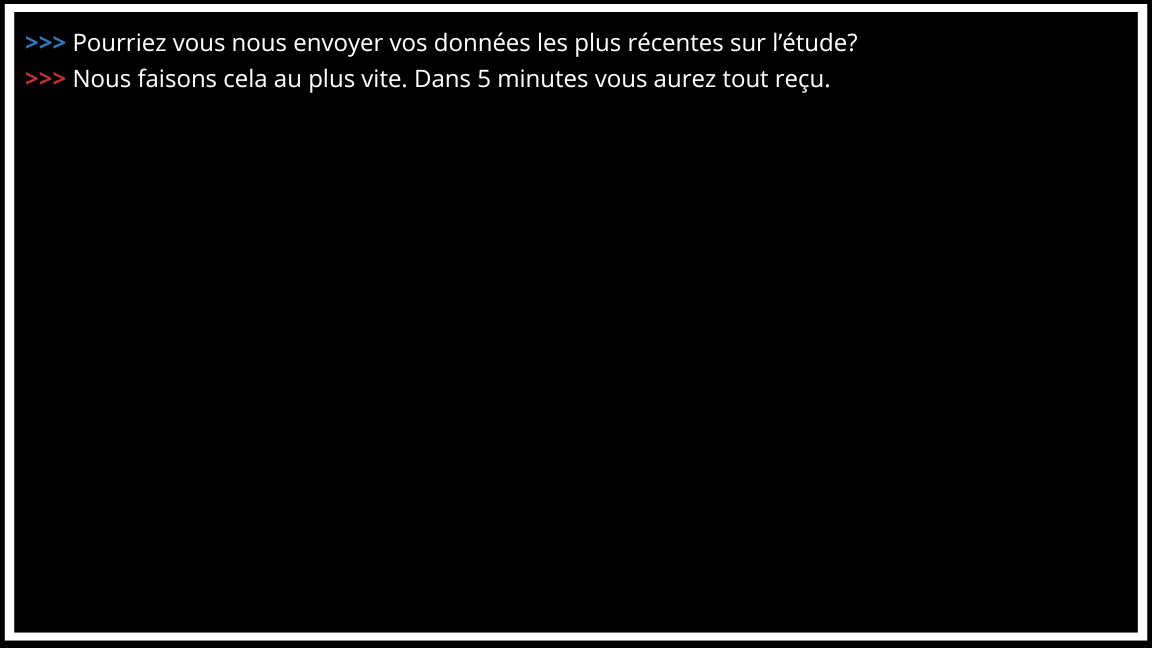 >>> Pourriez vous nous envoyer vos données les plus récentes sur l’étude?
>>> Nous faisons cela au plus vite. Dans 5 minutes vous aurez tout reçu.